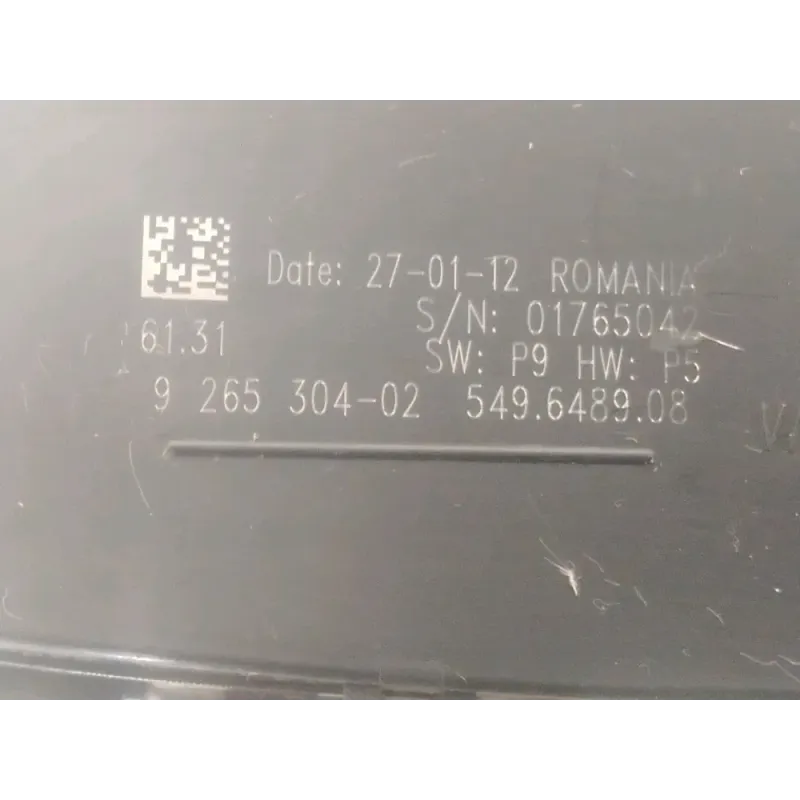 Date: 27-01-12 ROMANIA
S/N: 01765042
61.31
SW: P9 HW: P5
9 265 304-02 549.6489.08